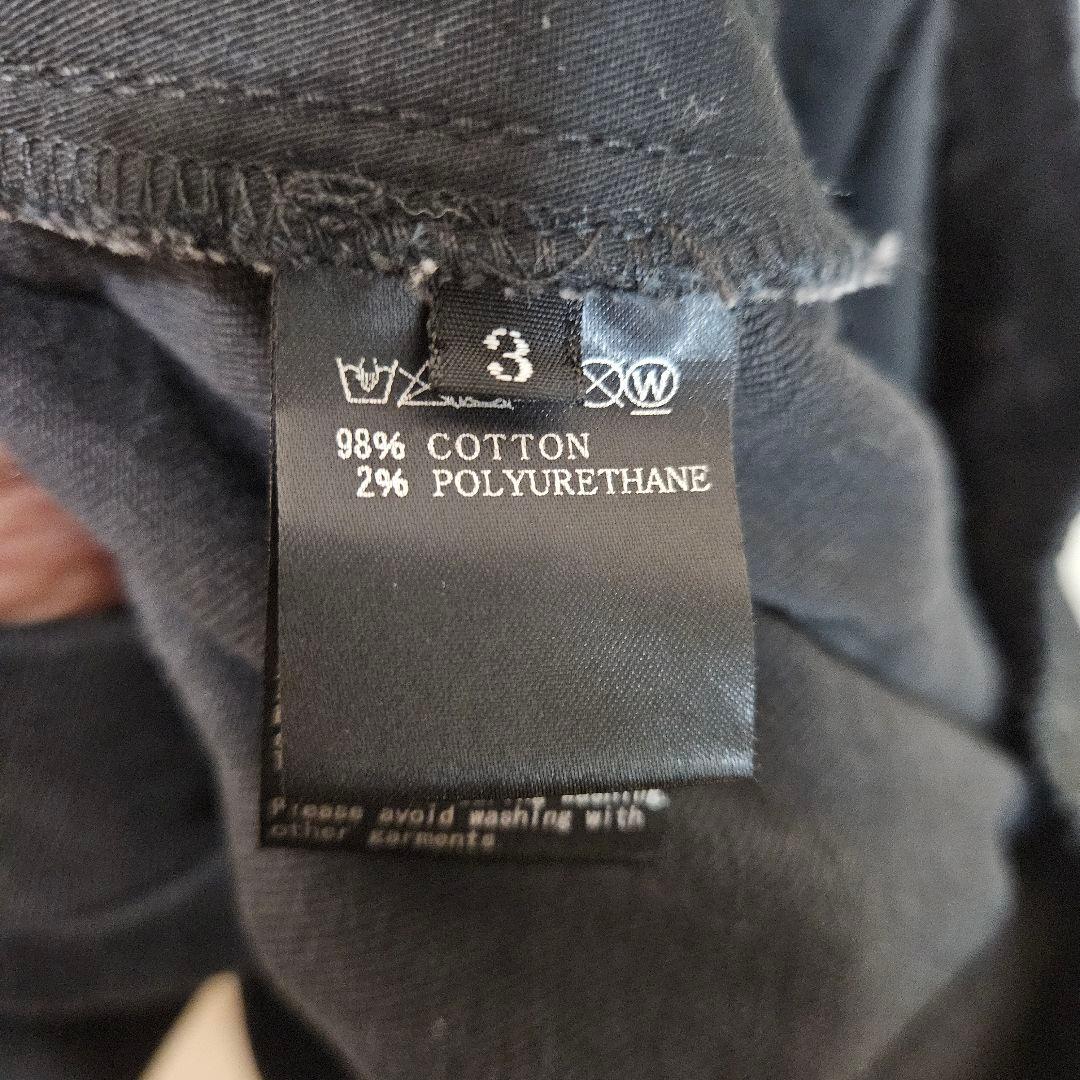 3
W
98% COTTON
2% POLYURETHANE
Please avoid washing with
other garments